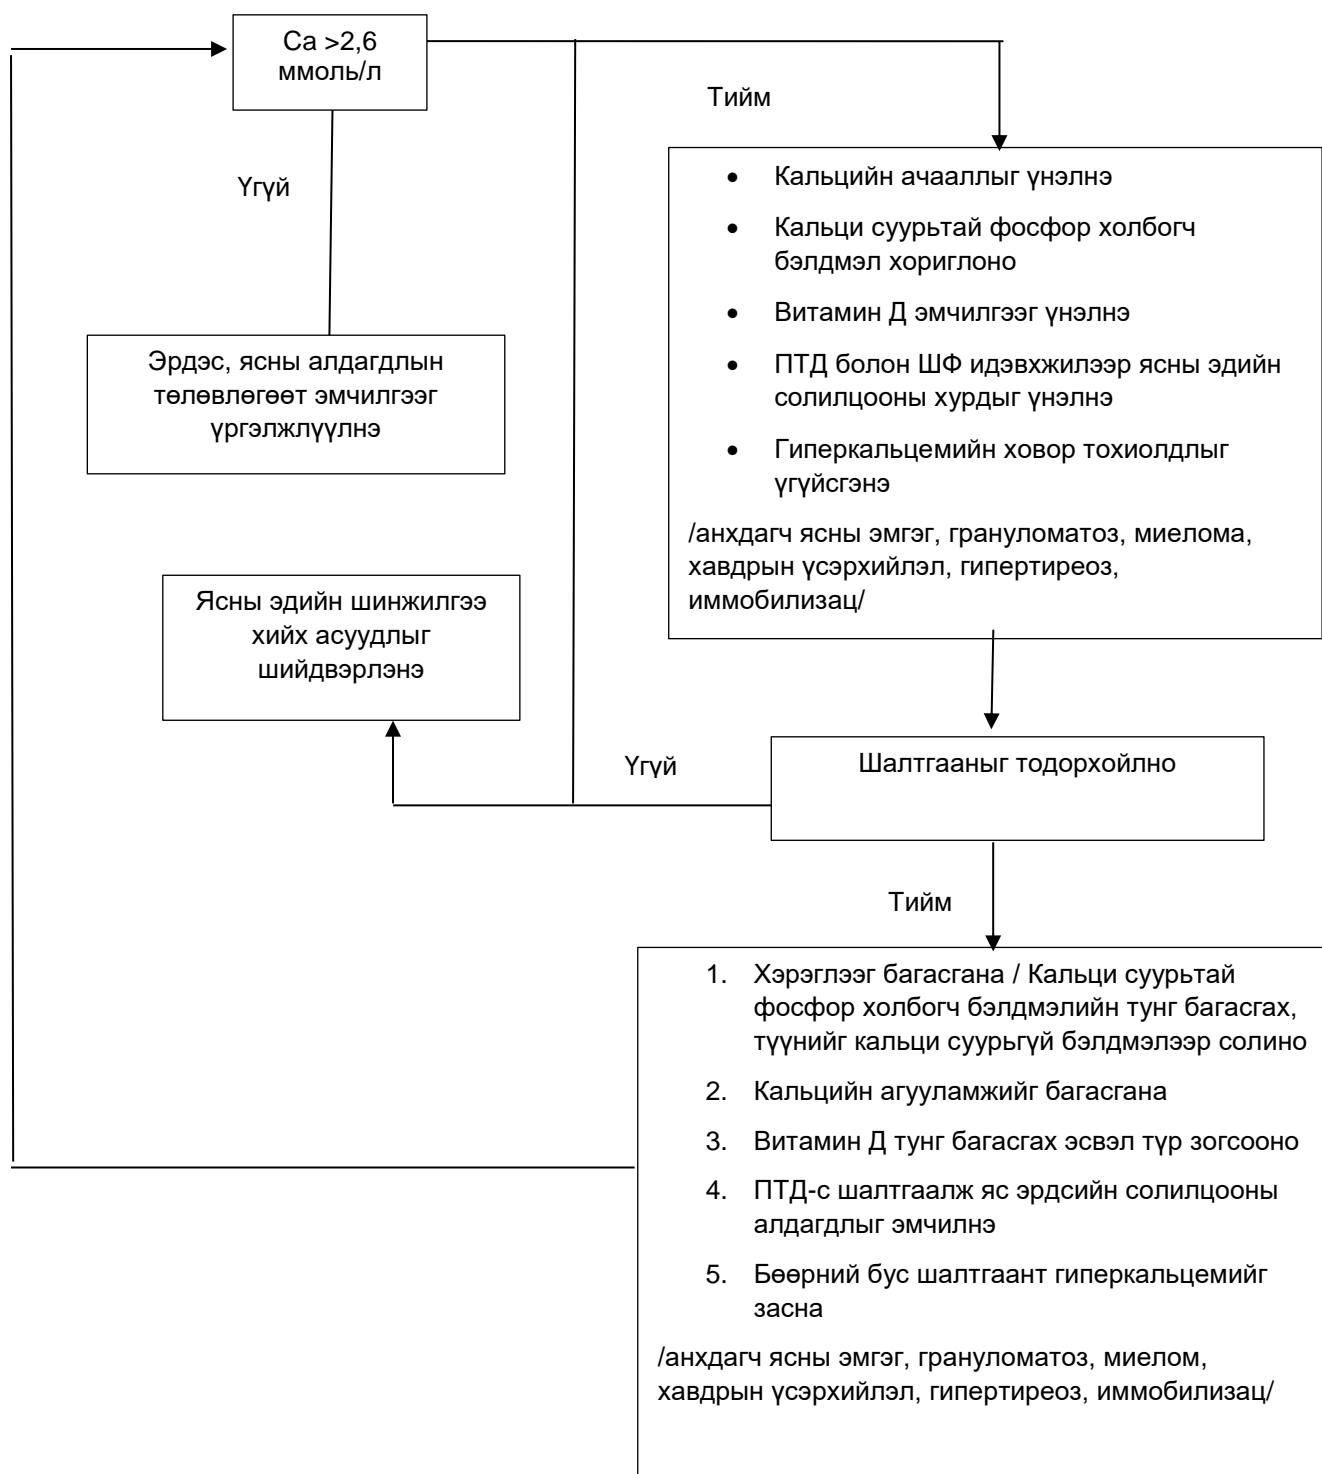 Са >2,6
ммоль/л
Тийм
Үгүй
• Кальцийн ачааллыг үнэлнэ
• Кальци суурьтай фосфор холбогч
бэлдмэл хориглоно
• Витамин Д эмчилгээг үнэлнэ
• ПТД болон ШФ идэвхжилээр ясны эдийн
солилцооны хурдыг үнэлнэ
• Гиперкальцемийн ховор тохиолдлыг
үгүйсгэнэ
/анхдагч ясны эмгэг, грануломатоз, миелома,
хавдрын үсэрхийлэл, гипертиреоз,
иммобилизац/
Эрдэс, ясны алдагдлын
төлөвлөгөөт эмчилгээг
үргэлжлүүлнэ
Ясны эдийн шинжилгээ
хийх асуудлыг
шийдвэрлэнэ
Үгүй
Шалтгааныг тодорхойлно
Тийм
1. Хэрэглээг багасгана / Кальци суурьтай
фосфор холбогч бэлдмэлийн тунг багасгах,
түүнийг кальци суурьгүй бэлдмэлээр солино
2. Кальцийн агууламжийг багасгана
3. Витамин Д тунг багасгах эсвэл түр зогсооно
4. ПТД-с шалтгаалж яс эрдсийн солилцооны
алдагдлыг эмчилнэ
5. Бөөрний бус шалтгаант гиперкальцемийг
засна
/анхдагч ясны эмгэг, грануломатоз, миелом,
хавдрын үсэрхийлэл, гипертиреоз, иммобилизац/